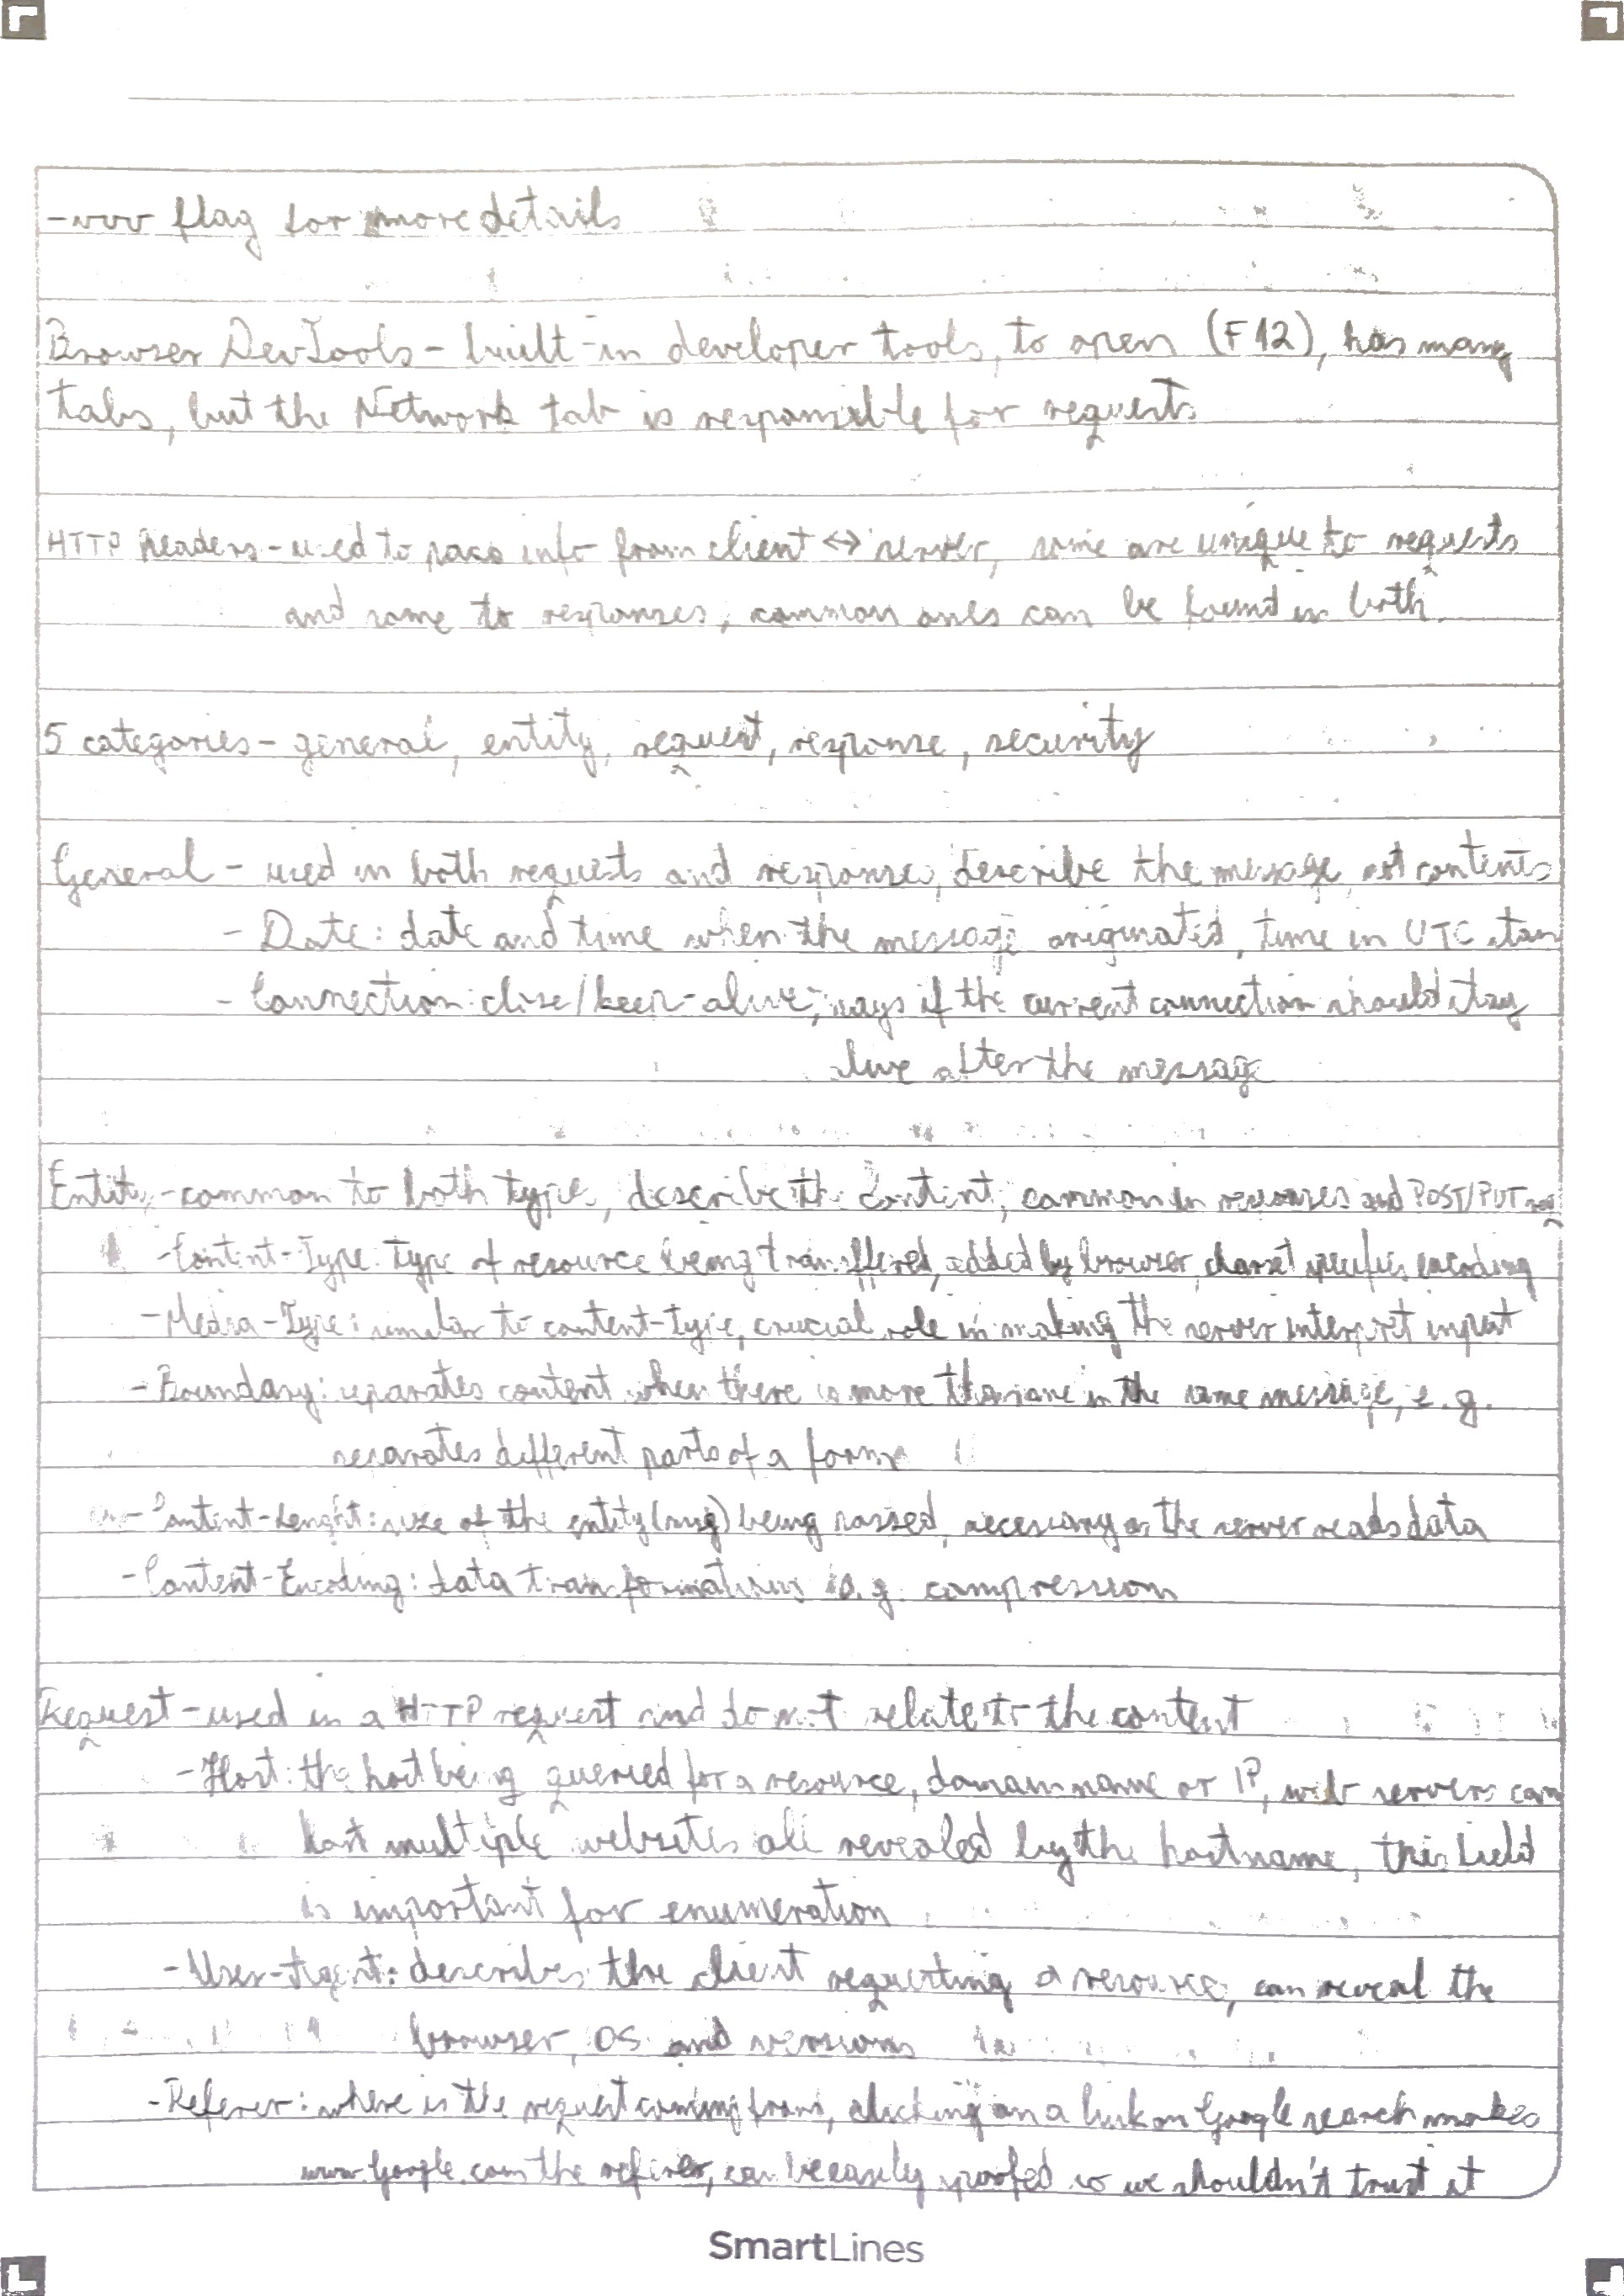 -vvv flag for more details
Browser DevTools - built-in developer tools, to open (F12), has many
tabs, but the Network tab is responsible for requests
HTTP headers - used to pass info from client ↔ server, some are unique to requests
and some to responses, common ones can be found in both
5 categories - general, entity, request, response, security
General - used in both requests and responses, describe the message not contents
- Date: date and time when the message originated, time in UTC stan
- Connection: close/keep-alive; says if the current connection should stay
alive after the message
Entity - common to both types, describe the content, common in responses and POST/PUT req
- Content-Type: type of resource being transferred, added by browser, charset specifies encoding
- Media-Type: similar to content-type, crucial role in making the server interpret input
- Boundary: separates content when there is more than one in the same message, e.g.
separates different parts of a form
- Content-Lenght: size of the entity (msg) being passed, necessary as the server reads data
- Content-Encoding: data transformations e.g. compression
Request - used in a HTTP request and do not relate to the content
- Host: the host being queried for a resource, domain name or IP, web servers can
host multiple websites all revealed by the hostname, this field
is important for enumeration
- User-Agent: describes the client requesting a resource, can reveal the
browser, OS and versions
- Referer: where is the request coming from, clicking on a link on Google search makes
www.google.com the referer, can be easily spoofed so we shouldn't trust it
SmartLines